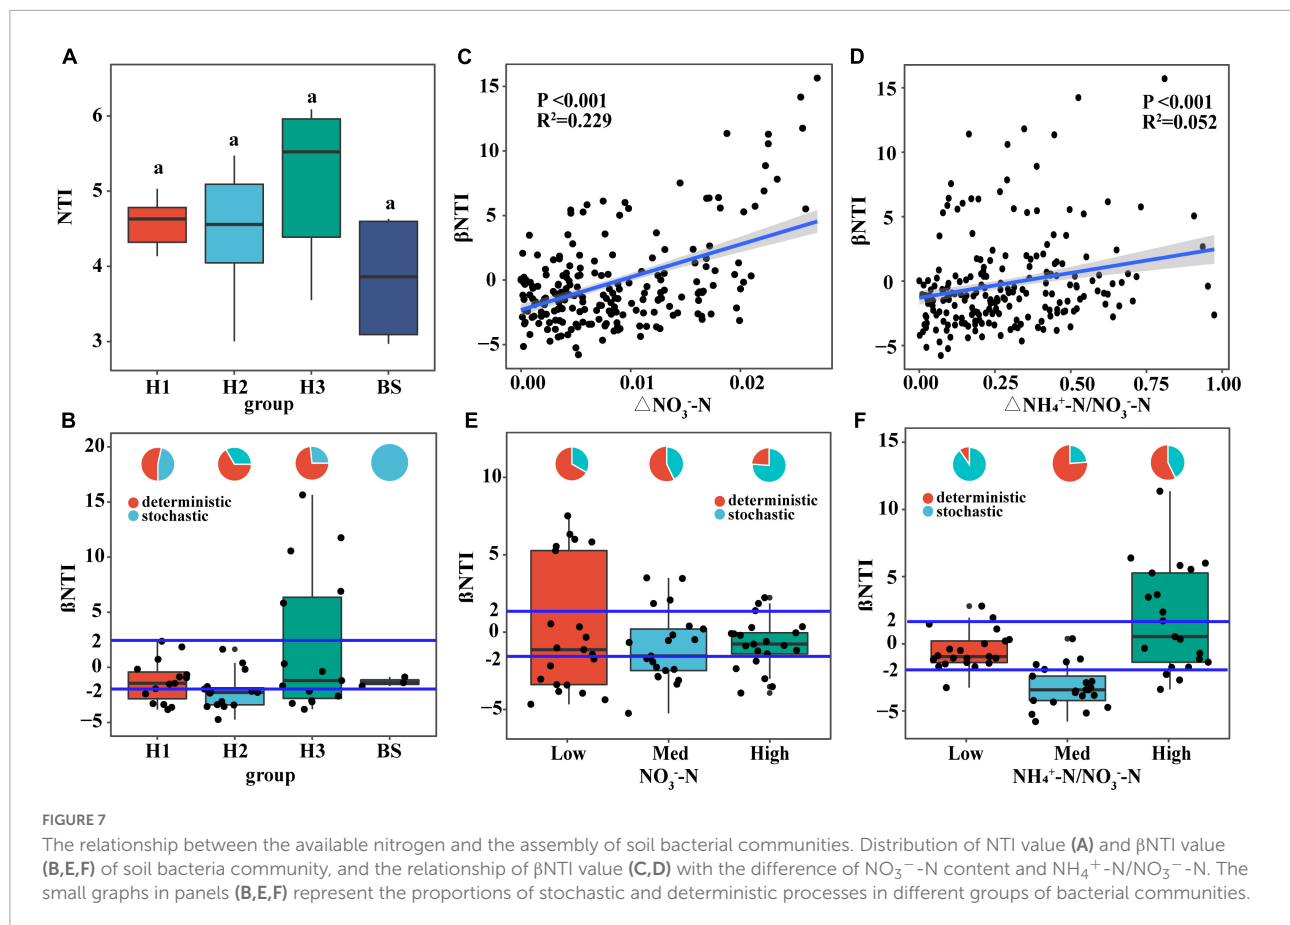 A
NTI
6
5
4
3
a
a
a
a
H1
H2
H3
BS
group
C
βNTI
15
10
5
0
−5
P <0.001
R²=0.229
0.00
0.01
0.02
△NO₃⁻-N
D
βNTI
15
10
5
0
−5
P <0.001
R²=0.052
0.00
0.25
0.50
0.75
1.00
△NH₄⁺-N/NO₃⁻-N
B
βNTI
20
15
10
5
2
0
−2
−5
deterministic
stochastic
H1
H2
H3
BS
group
E
βNTI
10
5
2
0
-2
−5
deterministic
stochastic
Low
Med
High
NO₃⁻-N
F
βNTI
15
10
5
2
0
−2
−5
deterministic
stochastic
Low
Med
High
NH₄⁺-N/NO₃⁻-N
FIGURE 7
The relationship between the available nitrogen and the assembly of soil bacterial communities. Distribution of NTI value (A) and βNTI value
(B,E,F) of soil bacteria community, and the relationship of βNTI value (C,D) with the difference of NO₃⁻-N content and NH₄⁺-N/NO₃⁻-N. The
small graphs in panels (B,E,F) represent the proportions of stochastic and deterministic processes in different groups of bacterial communities.